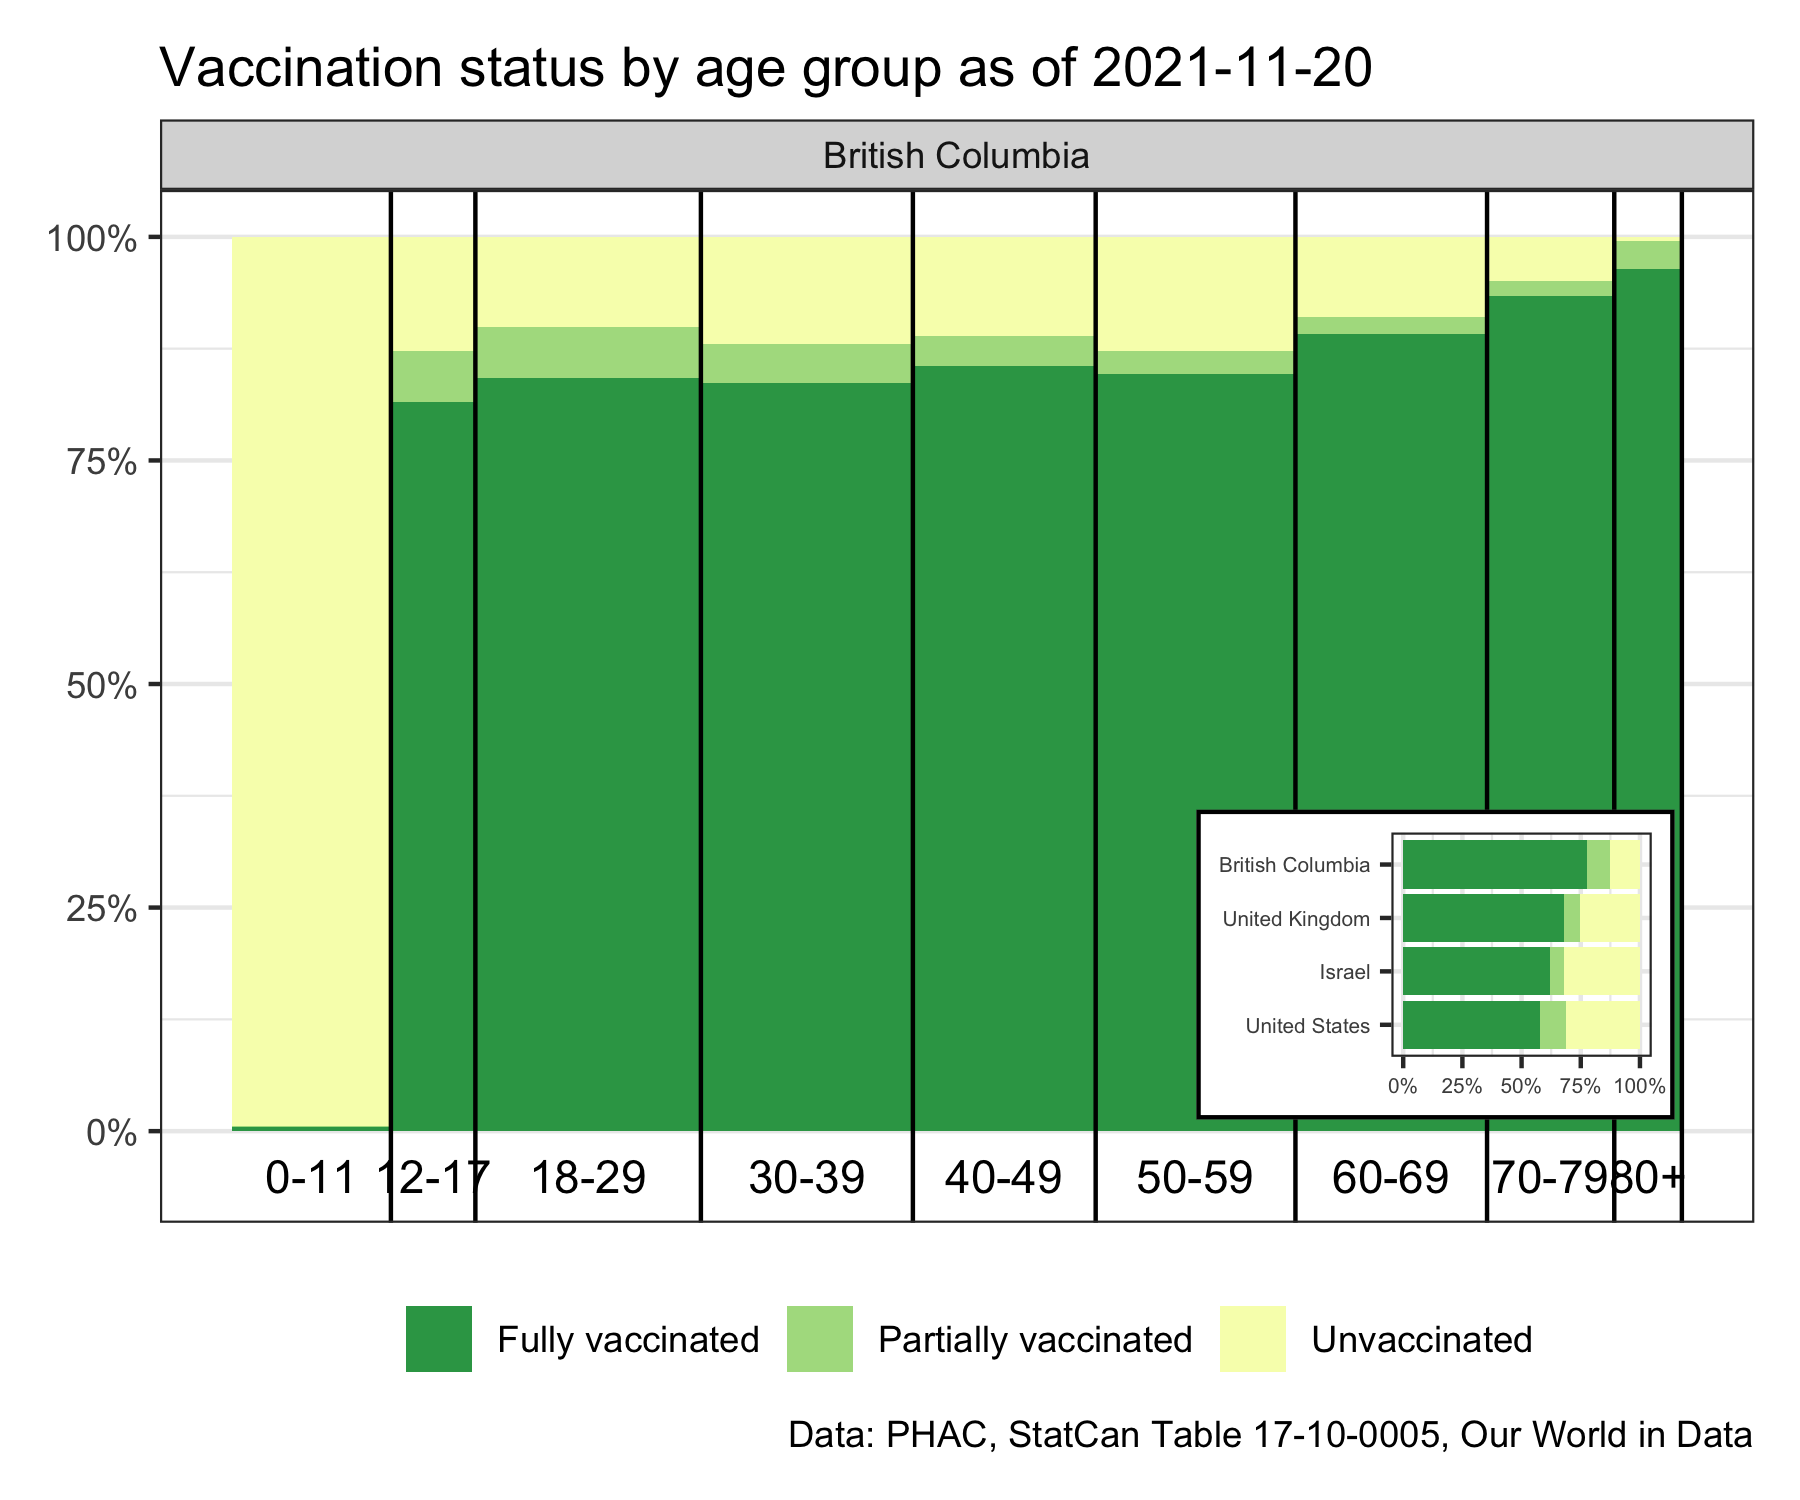 Vaccination status by age group as of 2021-11-20
British Columbia
100%
75%
50%
25%
0%
0-11 12-17 18-29 30-39 40-49 50-59 60-69 70-79 80+
British Columbia
United Kingdom
Israel
United States
0% 25% 50% 75% 100%
Fully vaccinated Partially vaccinated Unvaccinated
Data: PHAC, StatCan Table 17-10-0005, Our World in Data